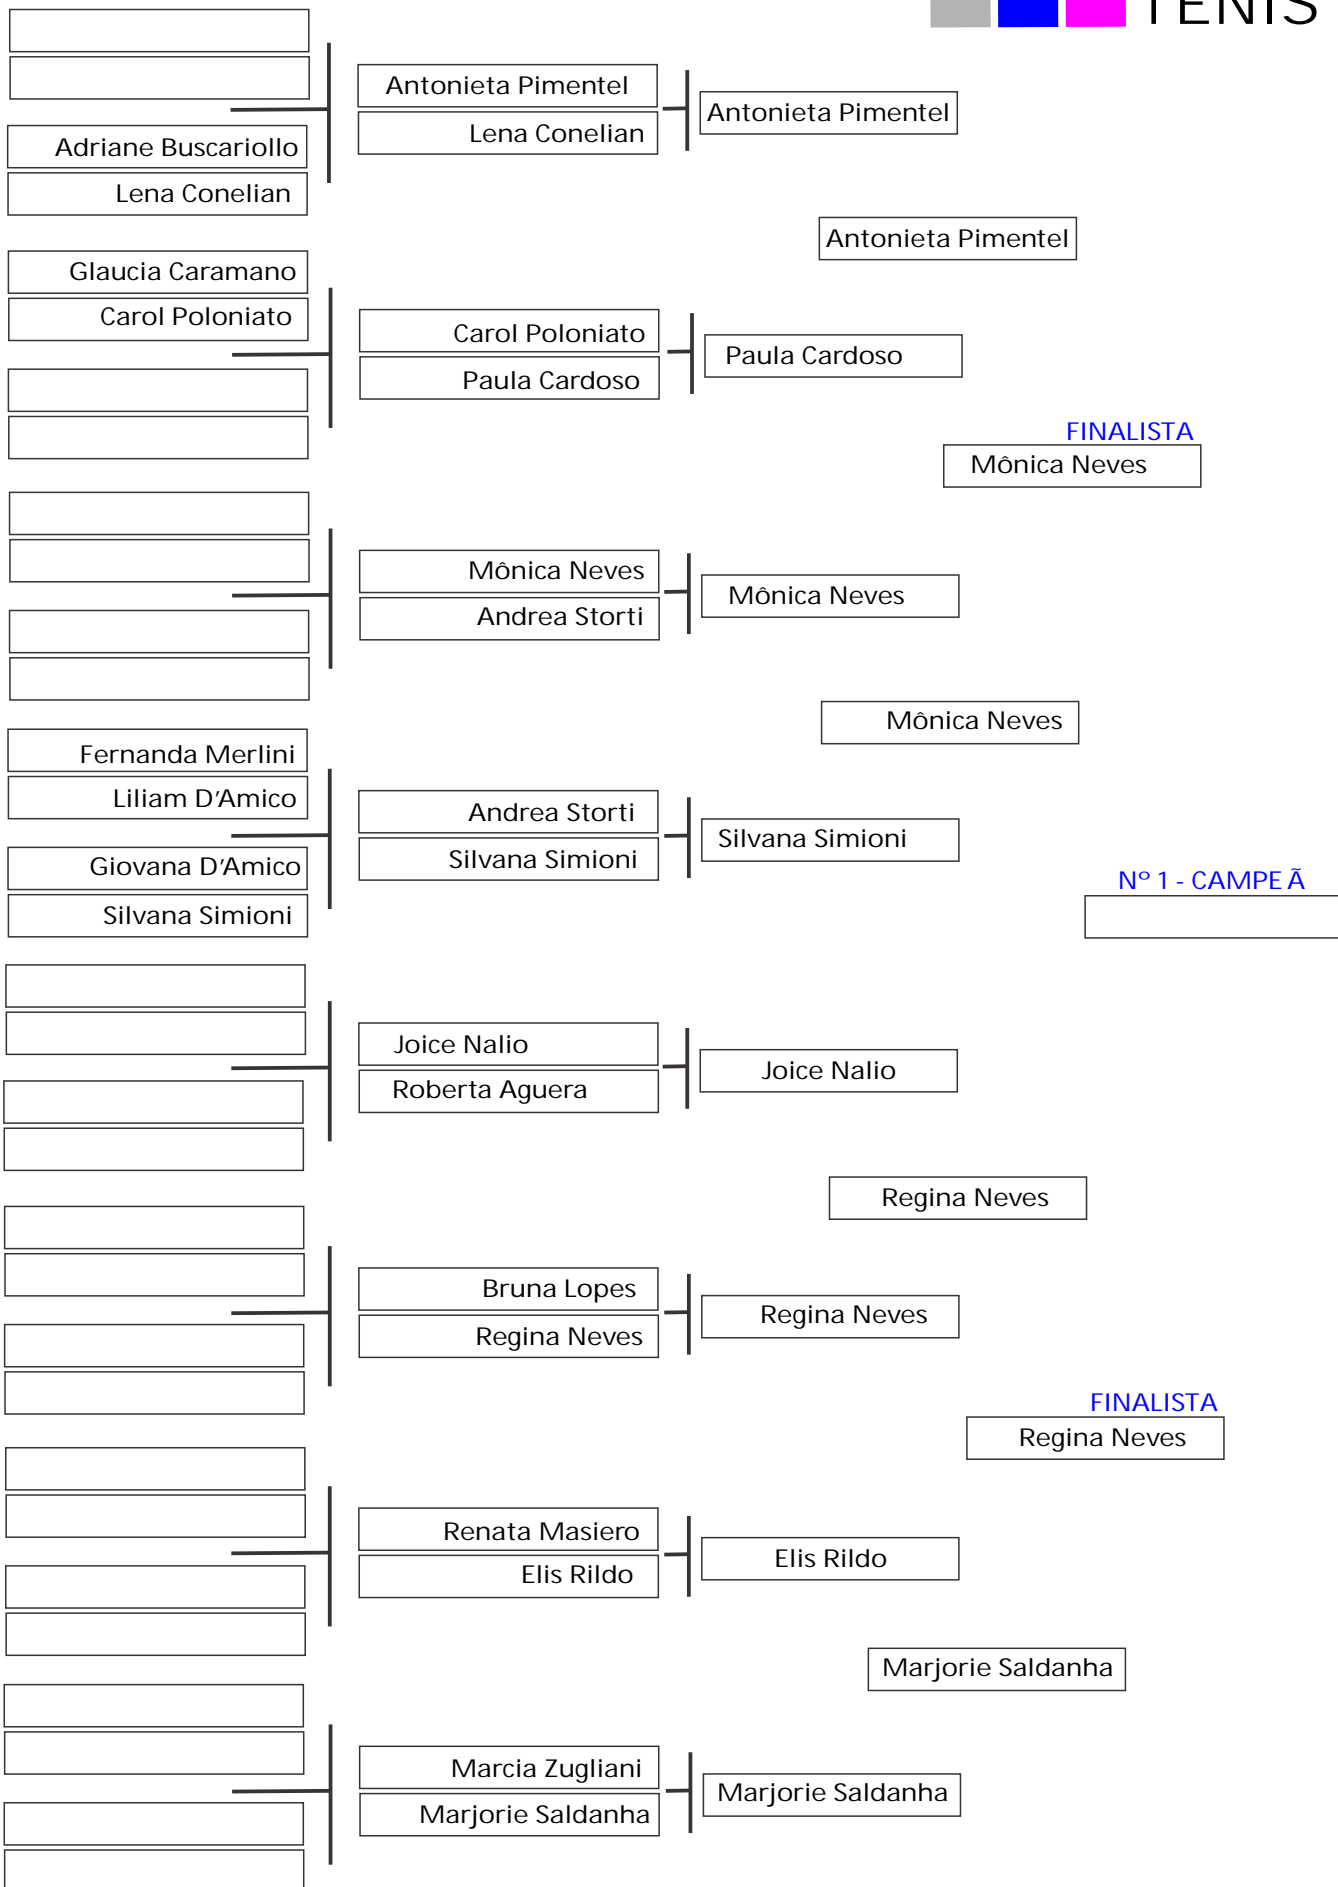 TENIS
Antonieta Pimentel
Lena Conelian
Antonieta Pimentel
Adriane Buscariollo
Lena Conelian
Antonieta Pimentel
Glaucia Caramano
Carol Poloniato
Carol Poloniato
Paula Cardoso
Paula Cardoso
FINALISTA
Mônica Neves
Mônica Neves
Andrea Storti
Mônica Neves
Mônica Neves
Fernanda Merlini
Liliam D’Amico
Andrea Storti
Silvana Simioni
Silvana Simioni
Giovana D’Amico
Silvana Simioni
Nº 1 - CAMPEÃ
Joice Nalio
Roberta Aguera
Joice Nalio
Regina Neves
Bruna Lopes
Regina Neves
Regina Neves
FINALISTA
Regina Neves
Renata Masiero
Elis Rildo
Elis Rildo
Marjorie Saldanha
Marcia Zugliani
Marjorie Saldanha
Marjorie Saldanha